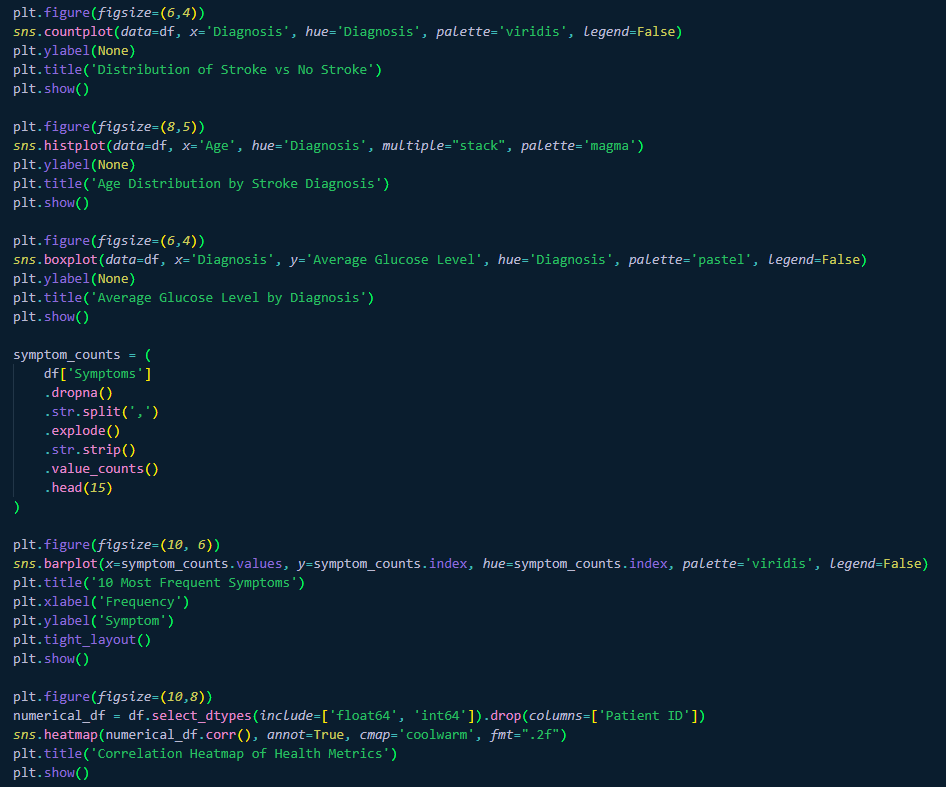 plt.figure(figsize=(6,4))
sns.countplot(data=df, x='Diagnosis', hue='Diagnosis', palette='viridis', legend=False)
plt.ylabel(None)
plt.title('Distribution of Stroke vs No Stroke')
plt.show()

plt.figure(figsize=(8,5))
sns.histplot(data=df, x='Age', hue='Diagnosis', multiple="stack", palette='magma')
plt.ylabel(None)
plt.title('Age Distribution by Stroke Diagnosis')
plt.show()

plt.figure(figsize=(6,4))
sns.boxplot(data=df, x='Diagnosis', y='Average Glucose Level', hue='Diagnosis', palette='pastel', legend=False)
plt.ylabel(None)
plt.title('Average Glucose Level by Diagnosis')
plt.show()

symptom_counts = (
    df['Symptoms']
    .dropna()
    .str.split(',')
    .explode()
    .str.strip()
    .value_counts()
    .head(15)
)

plt.figure(figsize=(10, 6))
sns.barplot(x=symptom_counts.values, y=symptom_counts.index, hue=symptom_counts.index, palette='viridis', legend=False)
plt.title('10 Most Frequent Symptoms')
plt.xlabel('Frequency')
plt.ylabel('Symptom')
plt.tight_layout()
plt.show()

plt.figure(figsize=(10,8))
numerical_df = df.select_dtypes(include=['float64', 'int64']).drop(columns=['Patient ID'])
sns.heatmap(numerical_df.corr(), annot=True, cmap='coolwarm', fmt=".2f")
plt.title('Correlation Heatmap of Health Metrics')
plt.show()